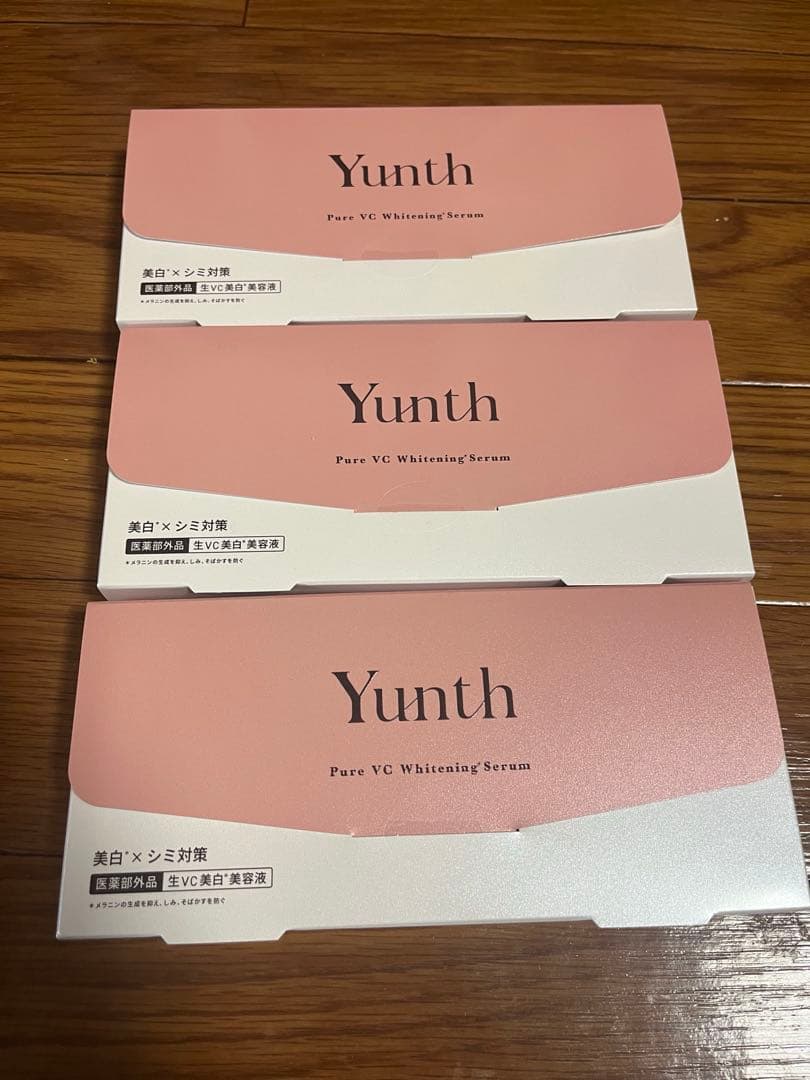 Yunth
Pure VC Whitening*Serum
美白*×シミ対策
医薬部外品 生VC美白*美容液
*メラニンの生成を抑え、しみ、そばかすを防ぐ
Yunth
Pure VC Whitening*Serum
美白*×シミ対策
医薬部外品 生VC美白*美容液
*メラニンの生成を抑え、しみ、そばかすを防ぐ
Yunth
Pure VC Whitening*Serum
美白*×シミ対策
医薬部外品 生VC美白*美容液
*メラニンの生成を抑え、しみ、そばかすを防ぐ